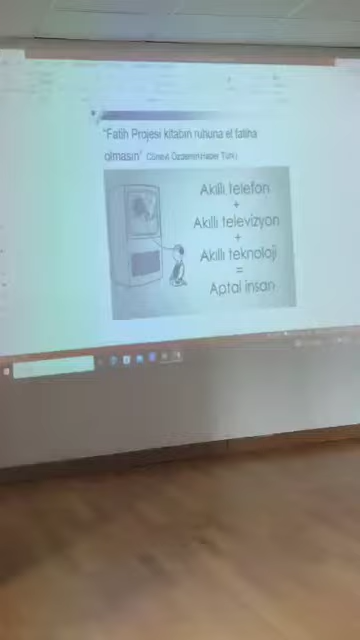 "Fatih Projesi kitabın ruhuna el fatiha
olmasın"
Akıllı telefon
+
Akıllı televizyon
+
Akıllı teknoloji
=
Aptal insan